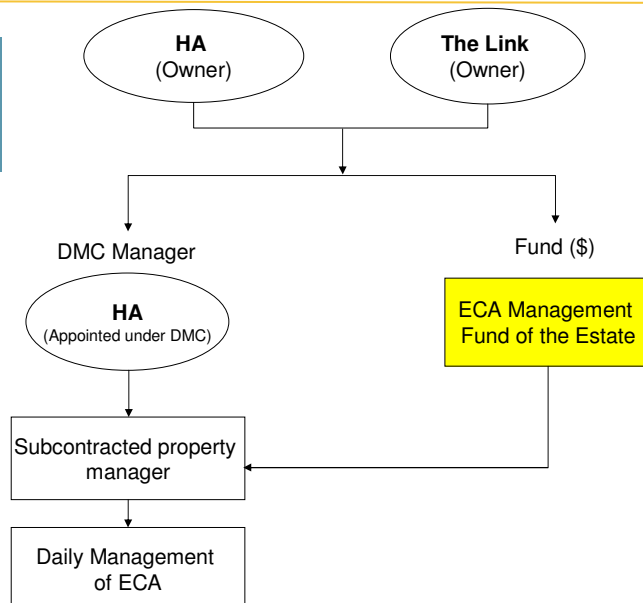 HA
(Owner)
The Link
(Owner)
DMC Manager
Fund ($)
HA
(Appointed under DMC)
ECA Management
Fund of the Estate
Subcontracted property
manager
Daily Management
of ECA